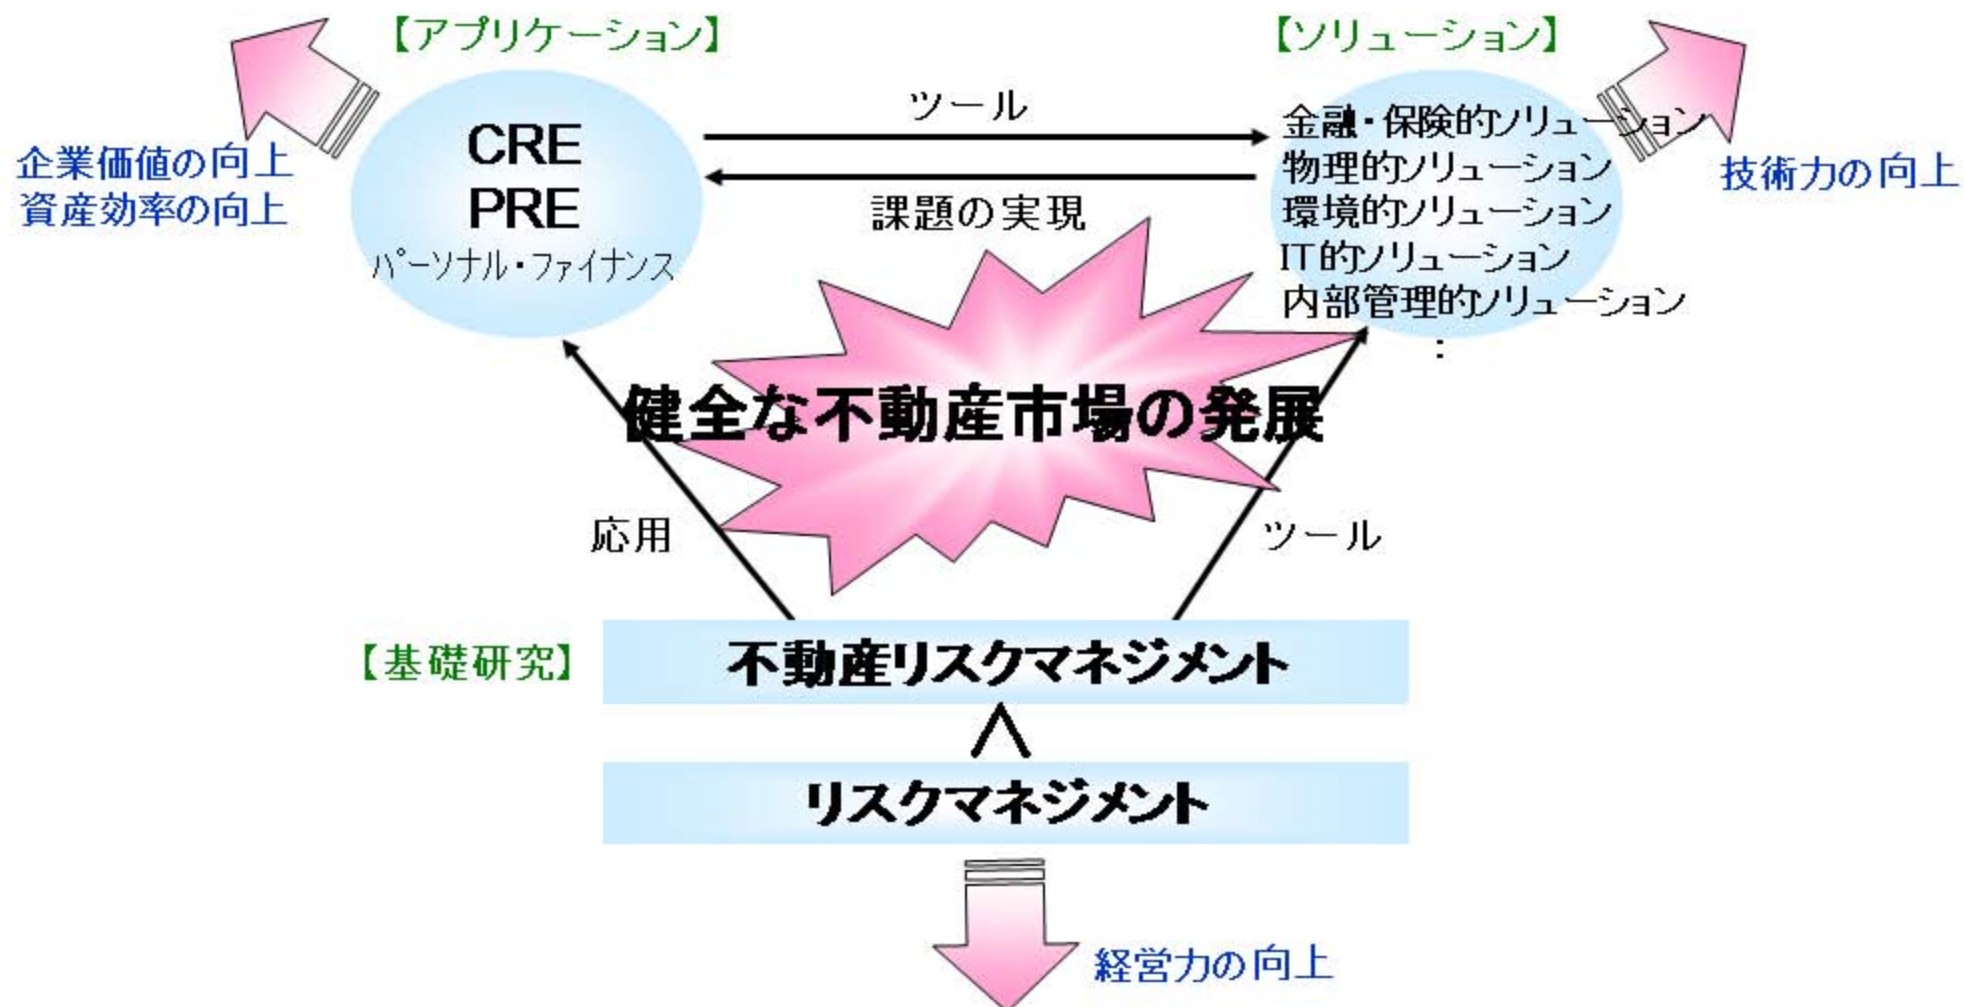 【アプリケーション】
【ソリューション】
CRE
PRE
パーソナル・ファイナンス
企業価値の向上
資産効率の向上
ツール
課題の実現
金融・保険的ソリューション
物理的ソリューション
環境的ソリューション
IT的ソリューション
内部管理的ソリューション
:
技術力の向上
健全な不動産市場の発展
応用
ツール
【基礎研究】
不動産リスクマネジメント
∧
リスクマネジメント
経営力の向上